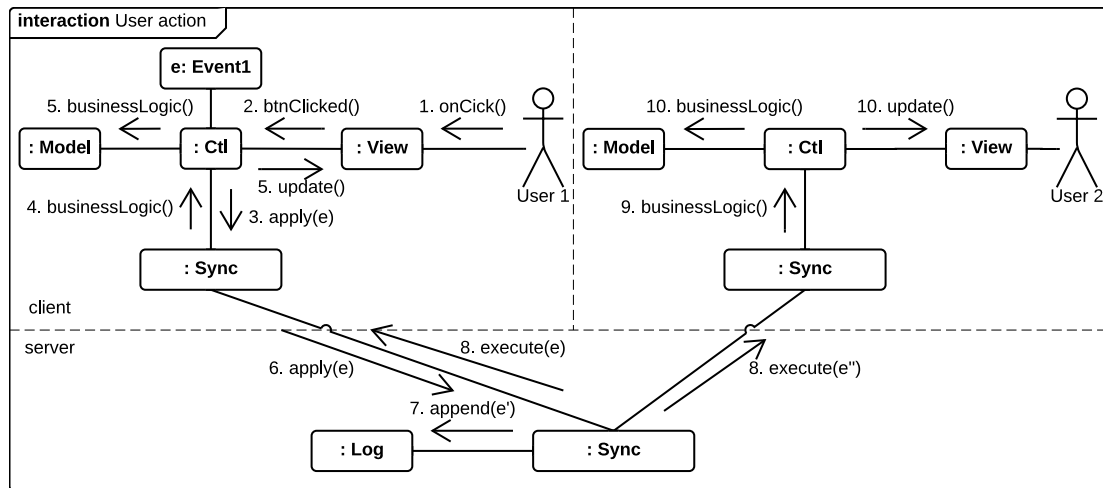 interaction User action
e: Event1
5. businessLogic()
2. btnClicked()
1. onCick()
10. businessLogic()
10. update()
: Model
: Ctl
: View
: Model
: Ctl
: View
5. update()
User 1
User 2
4. businessLogic()
3. apply(e)
9. businessLogic()
: Sync
: Sync
client
server
8. execute(e)
6. apply(e)
8. execute(e'')
7. append(e')
: Log
: Sync